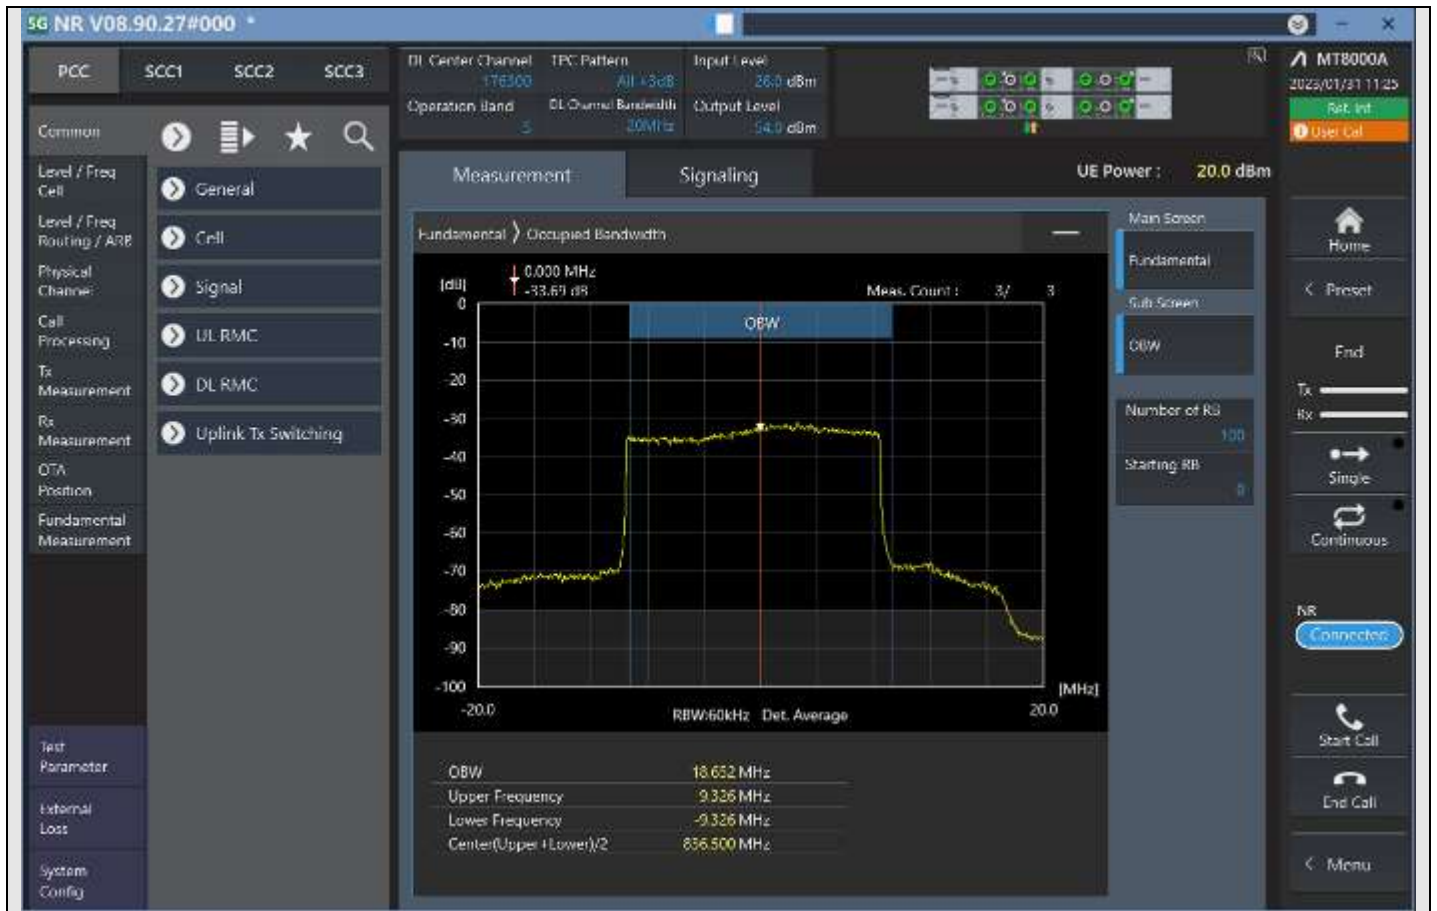 5G NR V08.90.27#000 *
PCC SCC1 SCC2 SCC3
DL Center Channel
176300
TPC Pattern
All +3dB
Input Level
26.0 dBm
Operation Band
5
DL Channel Bandwidth
20MHz
Output Level
54.0 dBm
MT8000A
2023/01/31 11:25
Ref. Int
User Cal
Common
Level / Freq
Cell
Level / Freq
Routing / ARB
Physical
Channel
Call
Processing
Tx
Measurement
Rx
Measurement
OTA
Position
Fundamental
Measurement
Test
Parameter
External
Loss
System
Config
General
Cell
Signal
UL RMC
DL RMC
Uplink Tx Switching
Measurement
Signaling
UE Power : 20.0 dBm
Fundamental ❭ Occupied Bandwidth
[dB]
0.000 MHz
-33.69 dB
Meas. Count : 3/ 3
OBW
0
-10
-20
-30
-40
-50
-60
-70
-80
-90
-100
[MHz]
-20.0
RBW:60kHz Det. Average
20.0
OBW 18.652 MHz
Upper Frequency 9.326 MHz
Lower Frequency -9.326 MHz
Center(Upper+Lower)/2 836.500 MHz
Main Screen
Fundamental
Sub Screen
OBW
Number of RB
100
Starting RB
0
Home
< Preset
End
Tx
Rx
Single
Continuous
NR
Connected
Start Call
End Call
< Menu